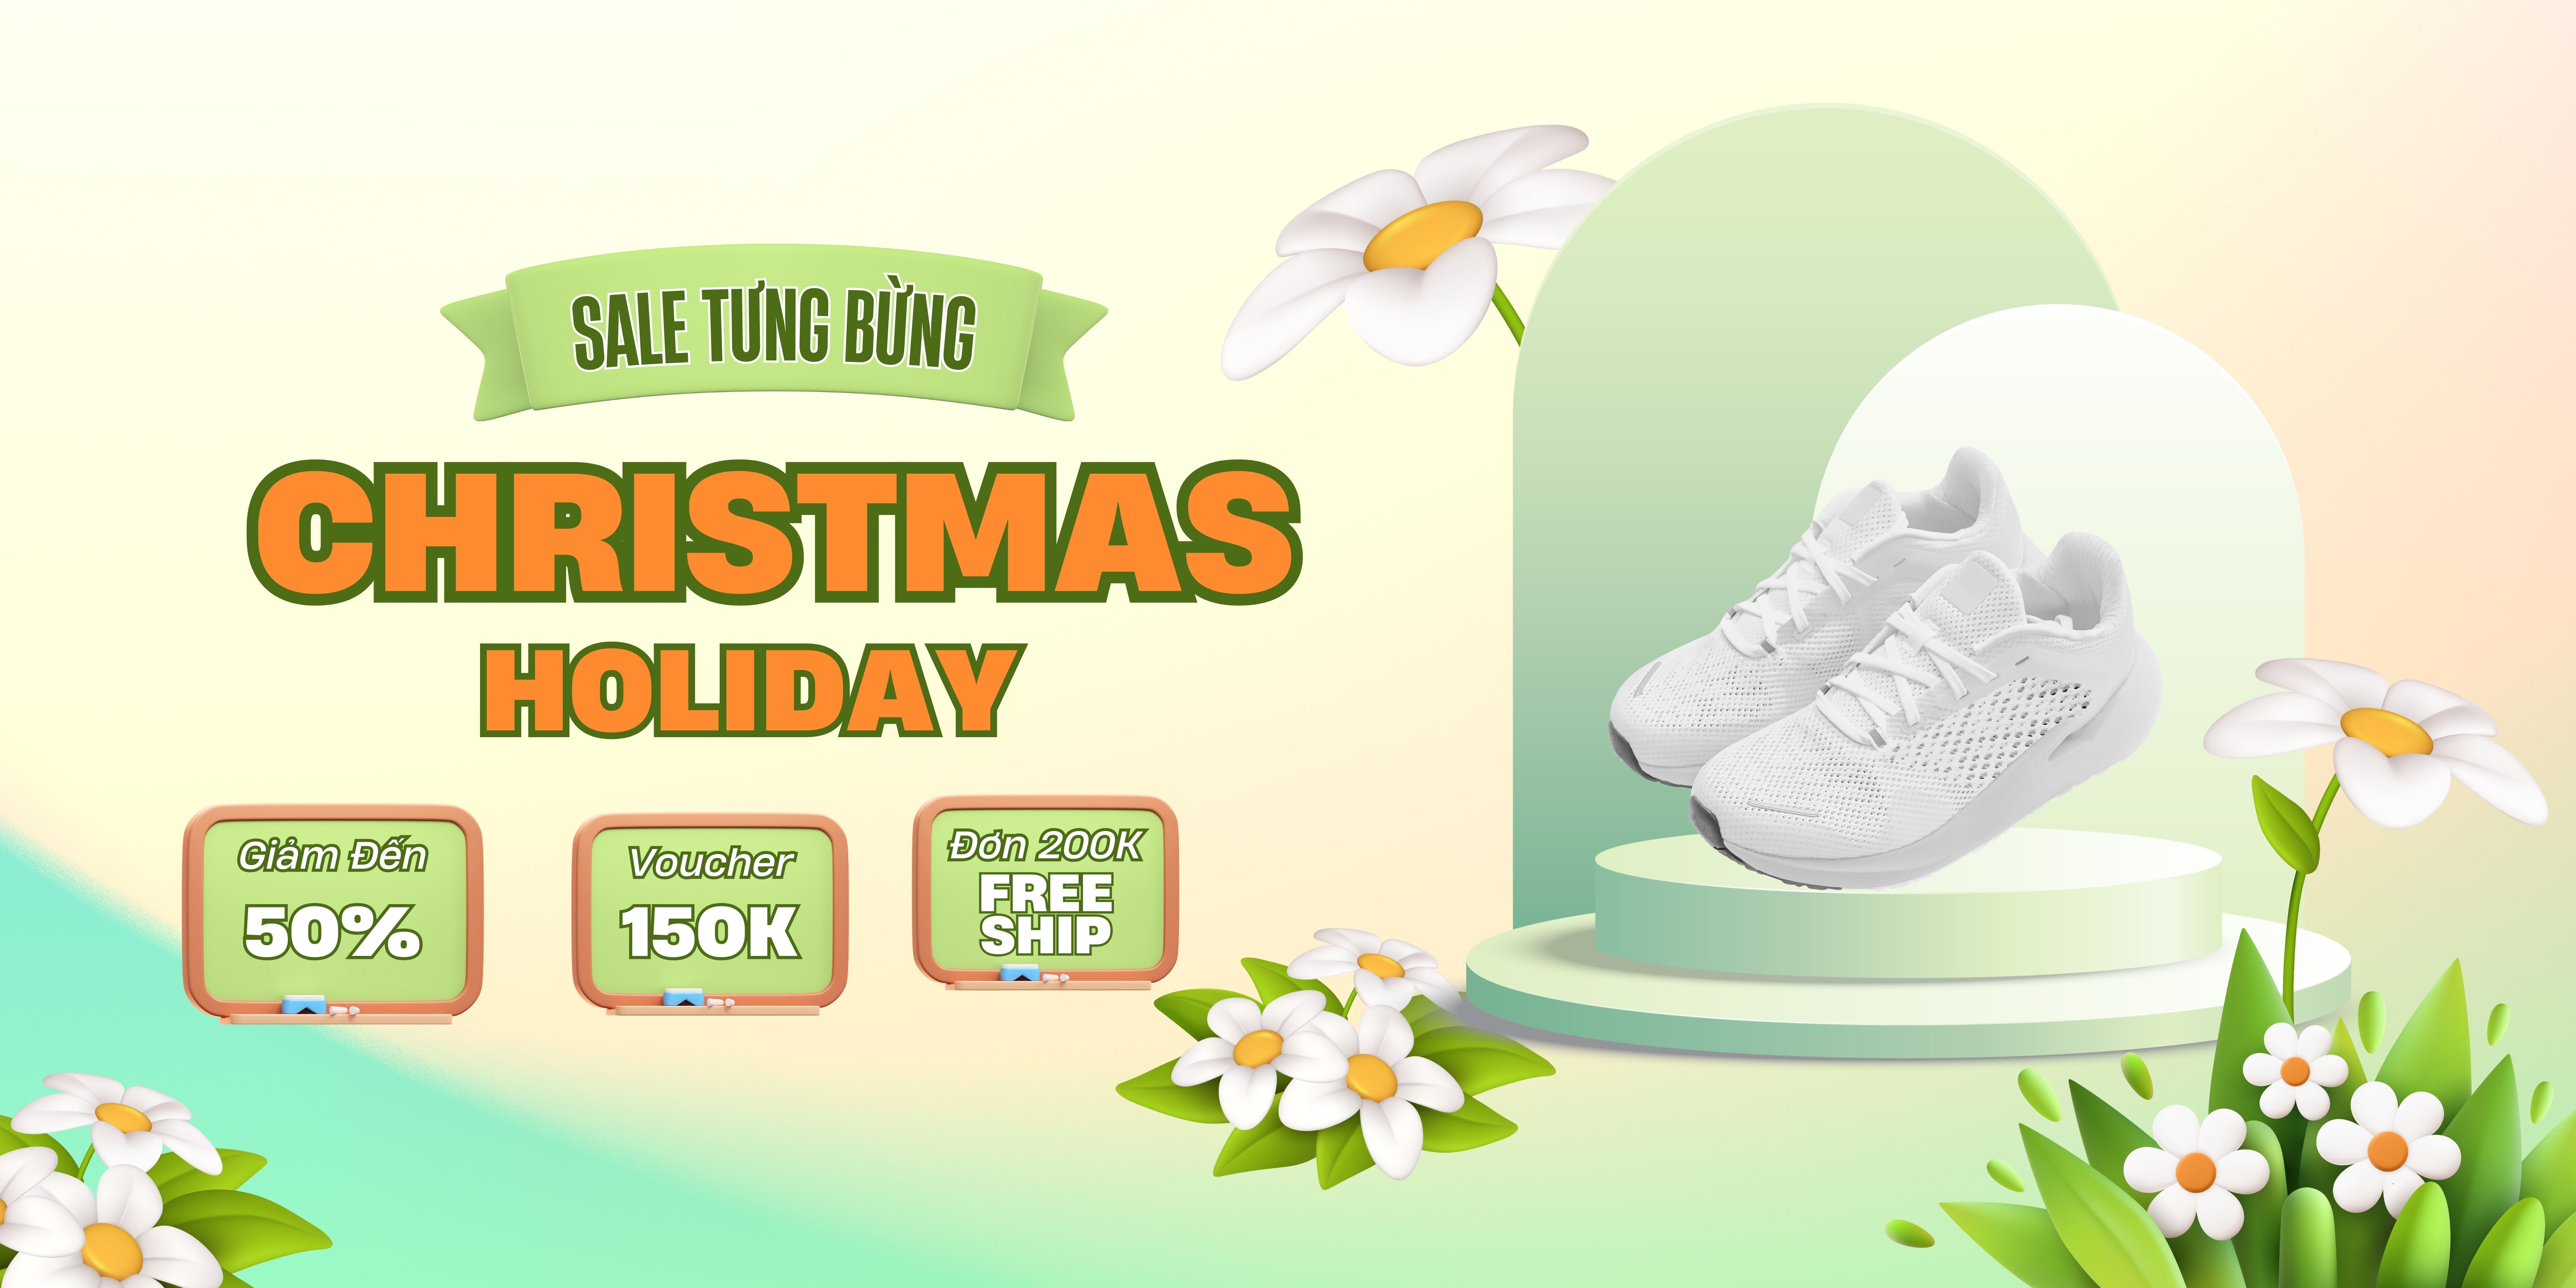 SALE TƯNG BỪNG
CHRISTMAS
HOLIDAY
Giảm Đến
50%
Voucher
150K
Đơn 200K
FREE
SHIP